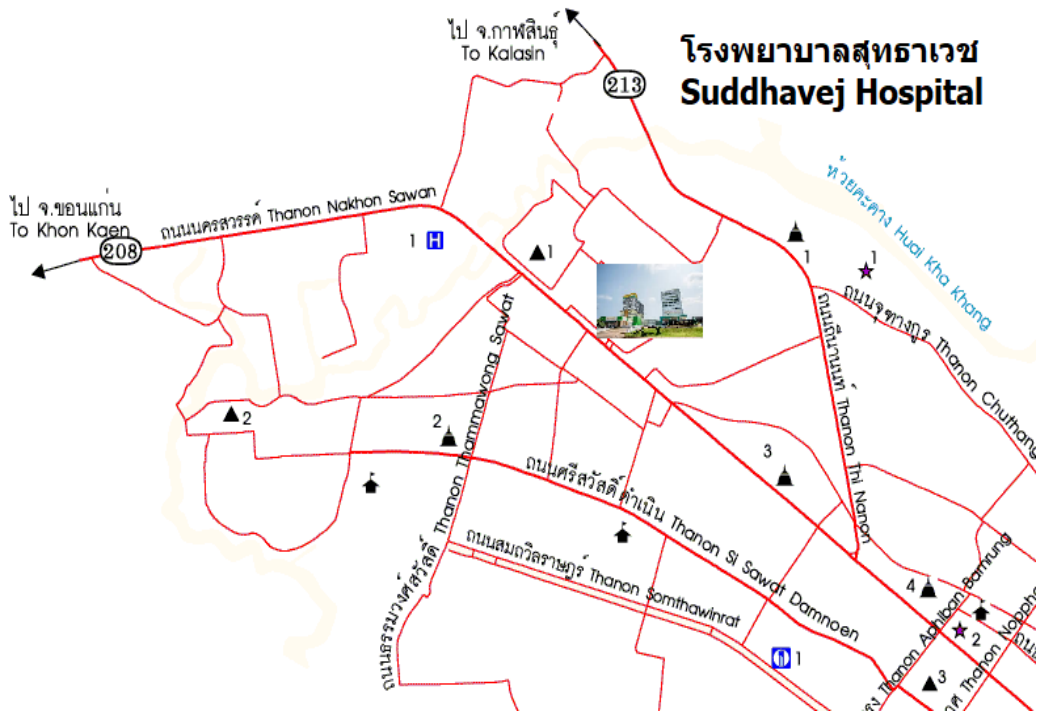 ไป จ.กาฬสินธุ์
To Kalasin
213
โรงพยาบาลสุทธาเวช
Suddhavej Hospital
ห้วยคะคาง Huai Kha Khang
ไป จ.ขอนแก่น
To Khon Kaen
208
ถนนนครสวรรค์ Thanon Nakhon Sawan
1 H
1
1
1
ถนนจุฑางกูร Thanon Chuthang
ถนนถีนานนท์ Thanon Thi Nanon
2
2
3
ถนนธรรมวงศ์สวัสดิ์ Thanon Thammawong Sawat
ถนนศรีสวัสดิ์ดำเนิน Thanon Si Sawat Damnoen
ถนนสมถวิลราษฎร์ Thanon Somthawinrat
4
2
1
3
Thanon Aphiban Bamrung
Thanon Noppha